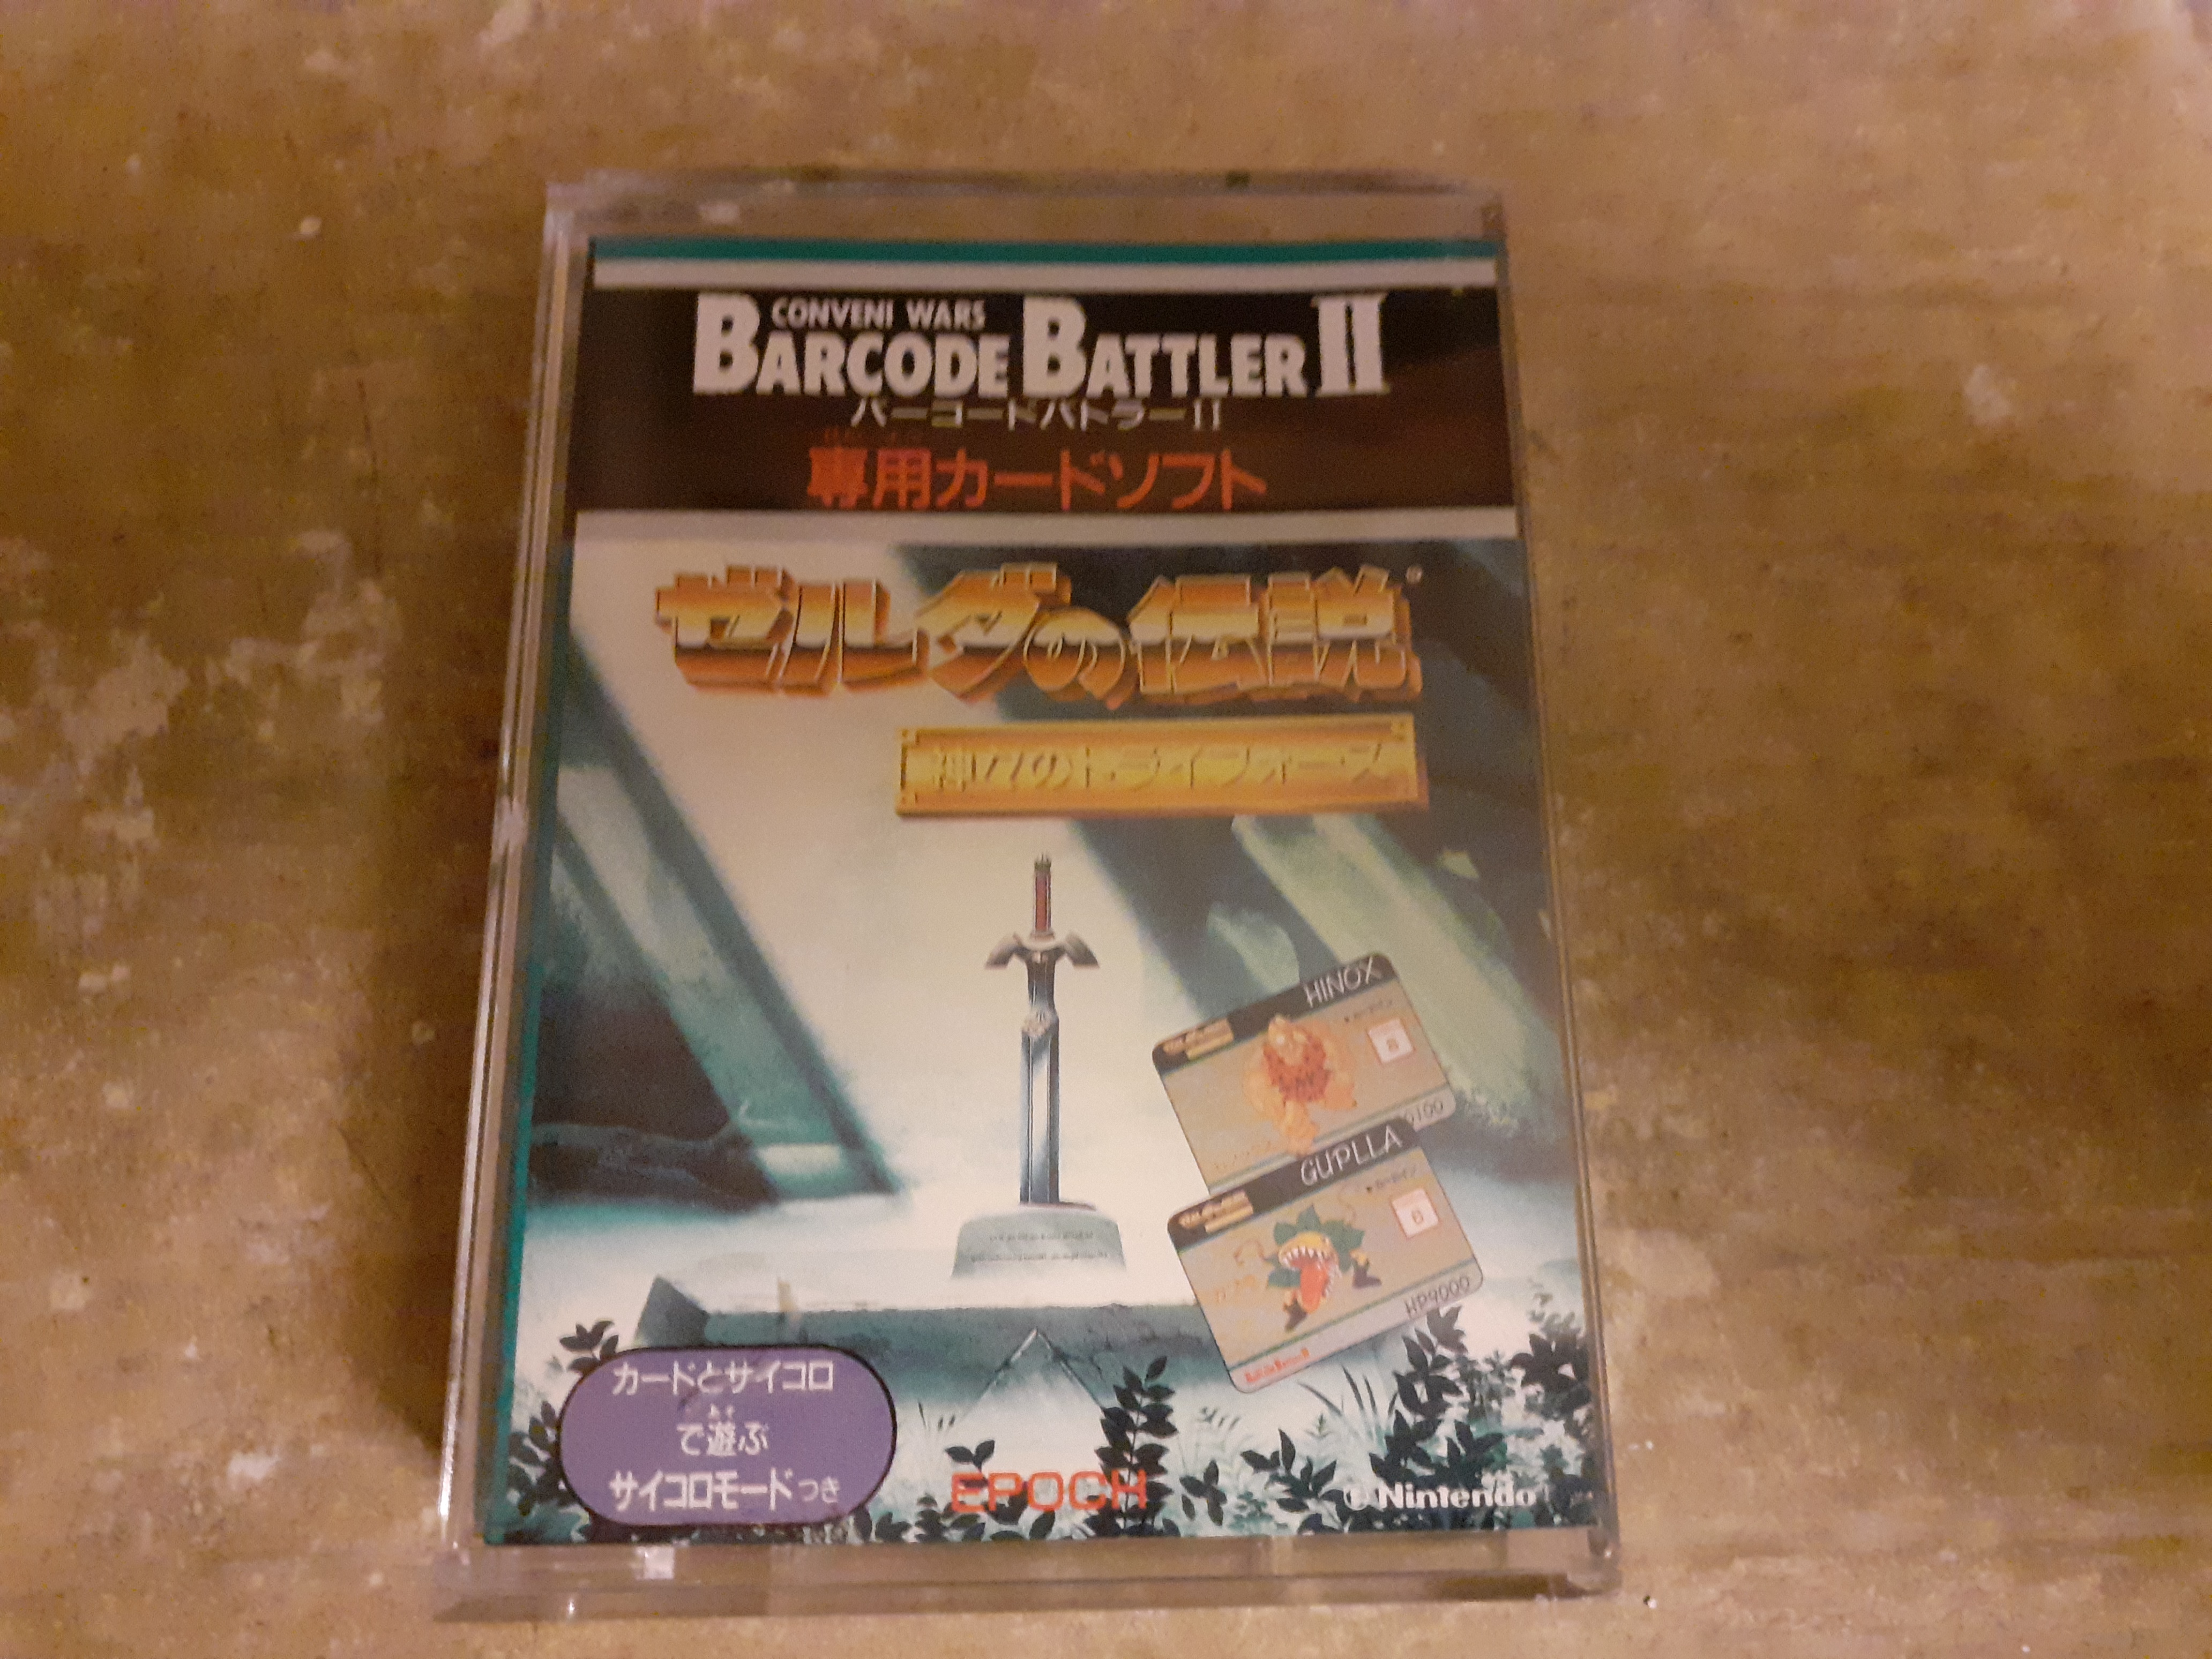 CONVENI WARS
BARCODE BATTLER II
バーコードバトラーII
専用カードソフト
ゼルダの伝説
神々のトライフォース
HINOX
GUPLLA
HP9000
カードとサイコロ
あそ
で遊ぶ
サイコロモードつき
EPOCH
© Nintendo